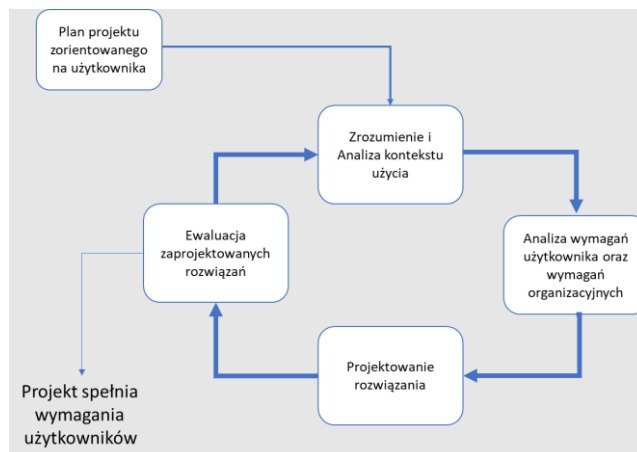 Plan projektu
zorientowanego
na użytkownika
Zrozumienie i
Analiza kontekstu
użycia
Ewaluacja
zaprojektowanych
rozwiązań
Analiza wymagań
użytkownika oraz
wymagań
organizacyjnych
Projektowanie
rozwiązania
Projekt spełnia
wymagania
użytkowników